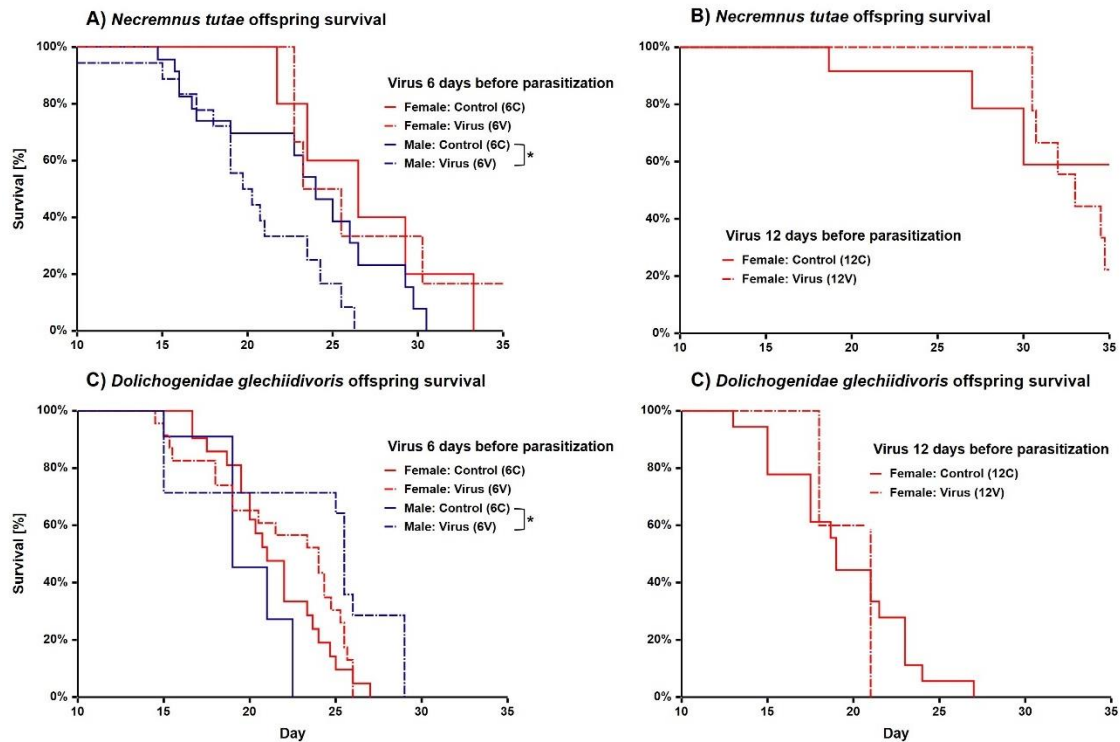 A) Necremnus tutae offspring survival
100%
80%
60%
40%
20%
0%
Survival [%]
10 15 20 25 30 35
Virus 6 days before parasitization
Female: Control (6C)
Female: Virus (6V)
Male: Control (6C)
Male: Virus (6V)
*
B) Necremnus tutae offspring survival
100%
80%
60%
40%
20%
0%
10 15 20 25 30 35
Virus 12 days before parasitization
Female: Control (12C)
Female: Virus (12V)
C) Dolichogenidae glechiidivoris offspring survival
100%
80%
60%
40%
20%
0%
Survival [%]
10 15 20 25 30 35
Day
Virus 6 days before parasitization
Female: Control (6C)
Female: Virus (6V)
Male: Control (6C)
Male: Virus (6V)
*
C) Dolichogenidae glechiidivoris offspring survival
100%
80%
60%
40%
20%
0%
10 15 20 25 30 35
Day
Virus 12 days before parasitization
Female: Control (12C)
Female: Virus (12V)